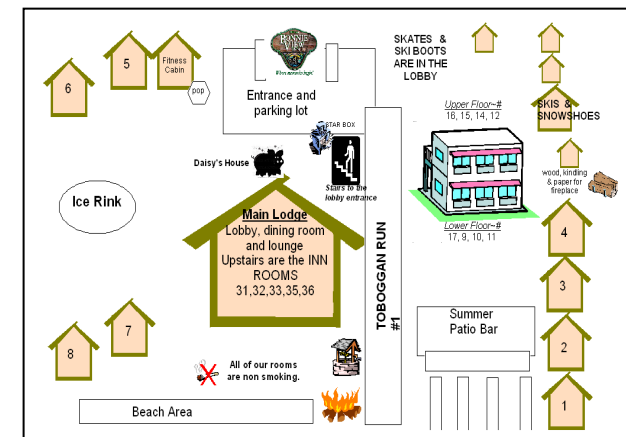 BONNIE VIEW
Entrance and
parking lot
STAR BOX
SKATES &
SKI BOOTS
ARE IN THE
LOBBY
5
Fitness
Cabin
6
pop
Upper Floor~#
16, 15, 14, 12
SKIS &
SNOWSHOES
Daisy's House
Stairs to the
lobby entrance
wood, kinding
& paper for
fireplace
Ice Rink
Main Lodge
Lobby, dining room
and lounge
Upstairs are the INN
ROOMS
31,32,33,35,36
TOBOGGAN RUN
#1
Lower Floor~#
17, 9, 10, 11
4
3
Summer
Patio Bar
2
7
8
All of our rooms
are non smoking.
1
Beach Area